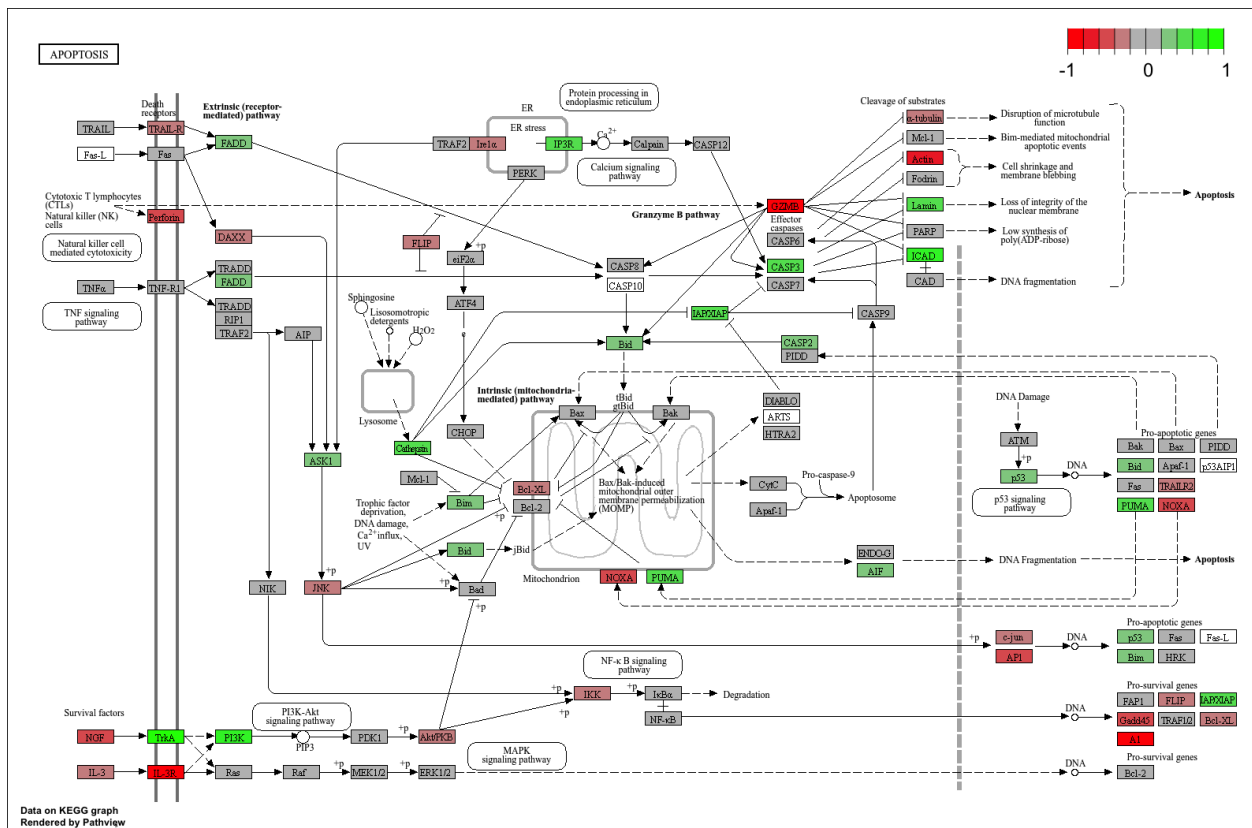 APOPTOSIS
-1
0
1
Protein processing in
endoplasmic reticulum
Death
receptors
Extrinsic (receptor-
mediated) pathway
ER
ER stress
Ca2+
Cleavage of substrates
TRAIL
TRAIL-R
FADD
TRAF2
Ire1α
IP3R
Calpain
CASP12
α-tubulin
Disruption of microtubule
function
Fas-L
Fas
PERK
Calcium signaling
pathway
Mcl-1
Bim-mediated mitochondrial
apoptotic events
Actin
Fodrin
Cell shrinkage and
membrane blebbing
Cytotoxic T lymphocytes
(CTLs)
Natural killer (NK)
cells
Perforin
Granzyme B pathway
GZMB
Effector
caspases
Lamin
Loss of integrity of the
nuclear membrane
Apoptosis
Natural killer cell
mediated cytotoxicity
DAXX
FLIP
+p
eIF2α
CASP6
PARP
Low synthesis of
poly(ADP-ribose)
TNFα
TNF-R1
TRADD
FADD
CASP8
CASP10
CASP3
CASP7
ICAD
CAD
DNA fragmentation
TNF signaling
pathway
TRADD
RIP1
TRAF2
AIP
Sphingosine
Lisosomotropic
detergents
H2O2
ATF4
e
IAP/XIAP
CASP9
Bid
CASP2
PIDD
Lysosome
Intrinsic (mitochondria-
mediated) pathway
tBid
gtBid
DIABLO
ARTS
HTRA2
DNA Damage
Bax
Bak
Cathepsin
CHOP
ATM
+p
Pro-apoptotic genes
Bak
Bax
PIDD
ASK1
Mcl-1
Bcl-XL
Bcl-2
Bax/Bak-induced
mitochondrial outer
membrane permeabilization
(MOMP)
Pro-caspase-9
CytC
Apaf-1
Apoptosome
p53
DNA
Bid
Apaf-1
p53AIP1
Fas
TRAILR2
PUMA
NOXA
p53 signaling
pathway
Trophic factor
deprivation,
DNA damage,
Ca2+ influx,
UV
Bim
+p
Bid
jBid
Mitochondrion
ENDO-G
AIF
DNA Fragmentation
Apoptosis
NOXA
PUMA
NIK
+p
JNK
+p
Bad
+p
+p
c-jun
AP1
DNA
Pro-apoptotic genes
p53
Fas
Fas-L
Bim
HRK
NF-κ B signaling
pathway
+p
IKK
+p
+p
IκBα
NF-κB
Degradation
Pro-survival genes
DNA
FAP1
FLIP
IAP/XIAP
Gadd45
TRAF1/2
Bcl-XL
A1
Survival factors
PI3K-Akt
signaling pathway
NGF
TrkA
PI3K
PIP3
PDK1
+p
Akt/PKB
MAPK
signaling pathway
IL-3
IL-3R
Ras
Raf
+p
MEK1/2
+p
ERK1/2
DNA
Pro-survival genes
Bcl-2
Data on KEGG graph
Rendered by Pathview